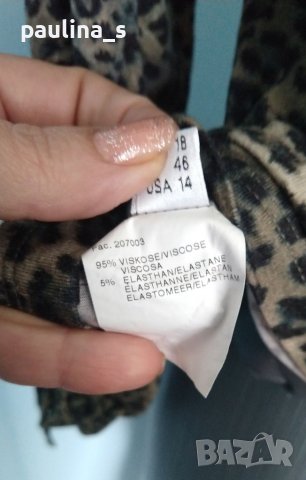 paulina_s
18
46
USA 14
Fac. 207003
95% VISKOSE/VISCOSE
VISCOSA
5% ELASTHAN/ELASTANE
ELASTHANNE/ELASTAN
ELASTOMEER/ELASTHAM
BAZAR